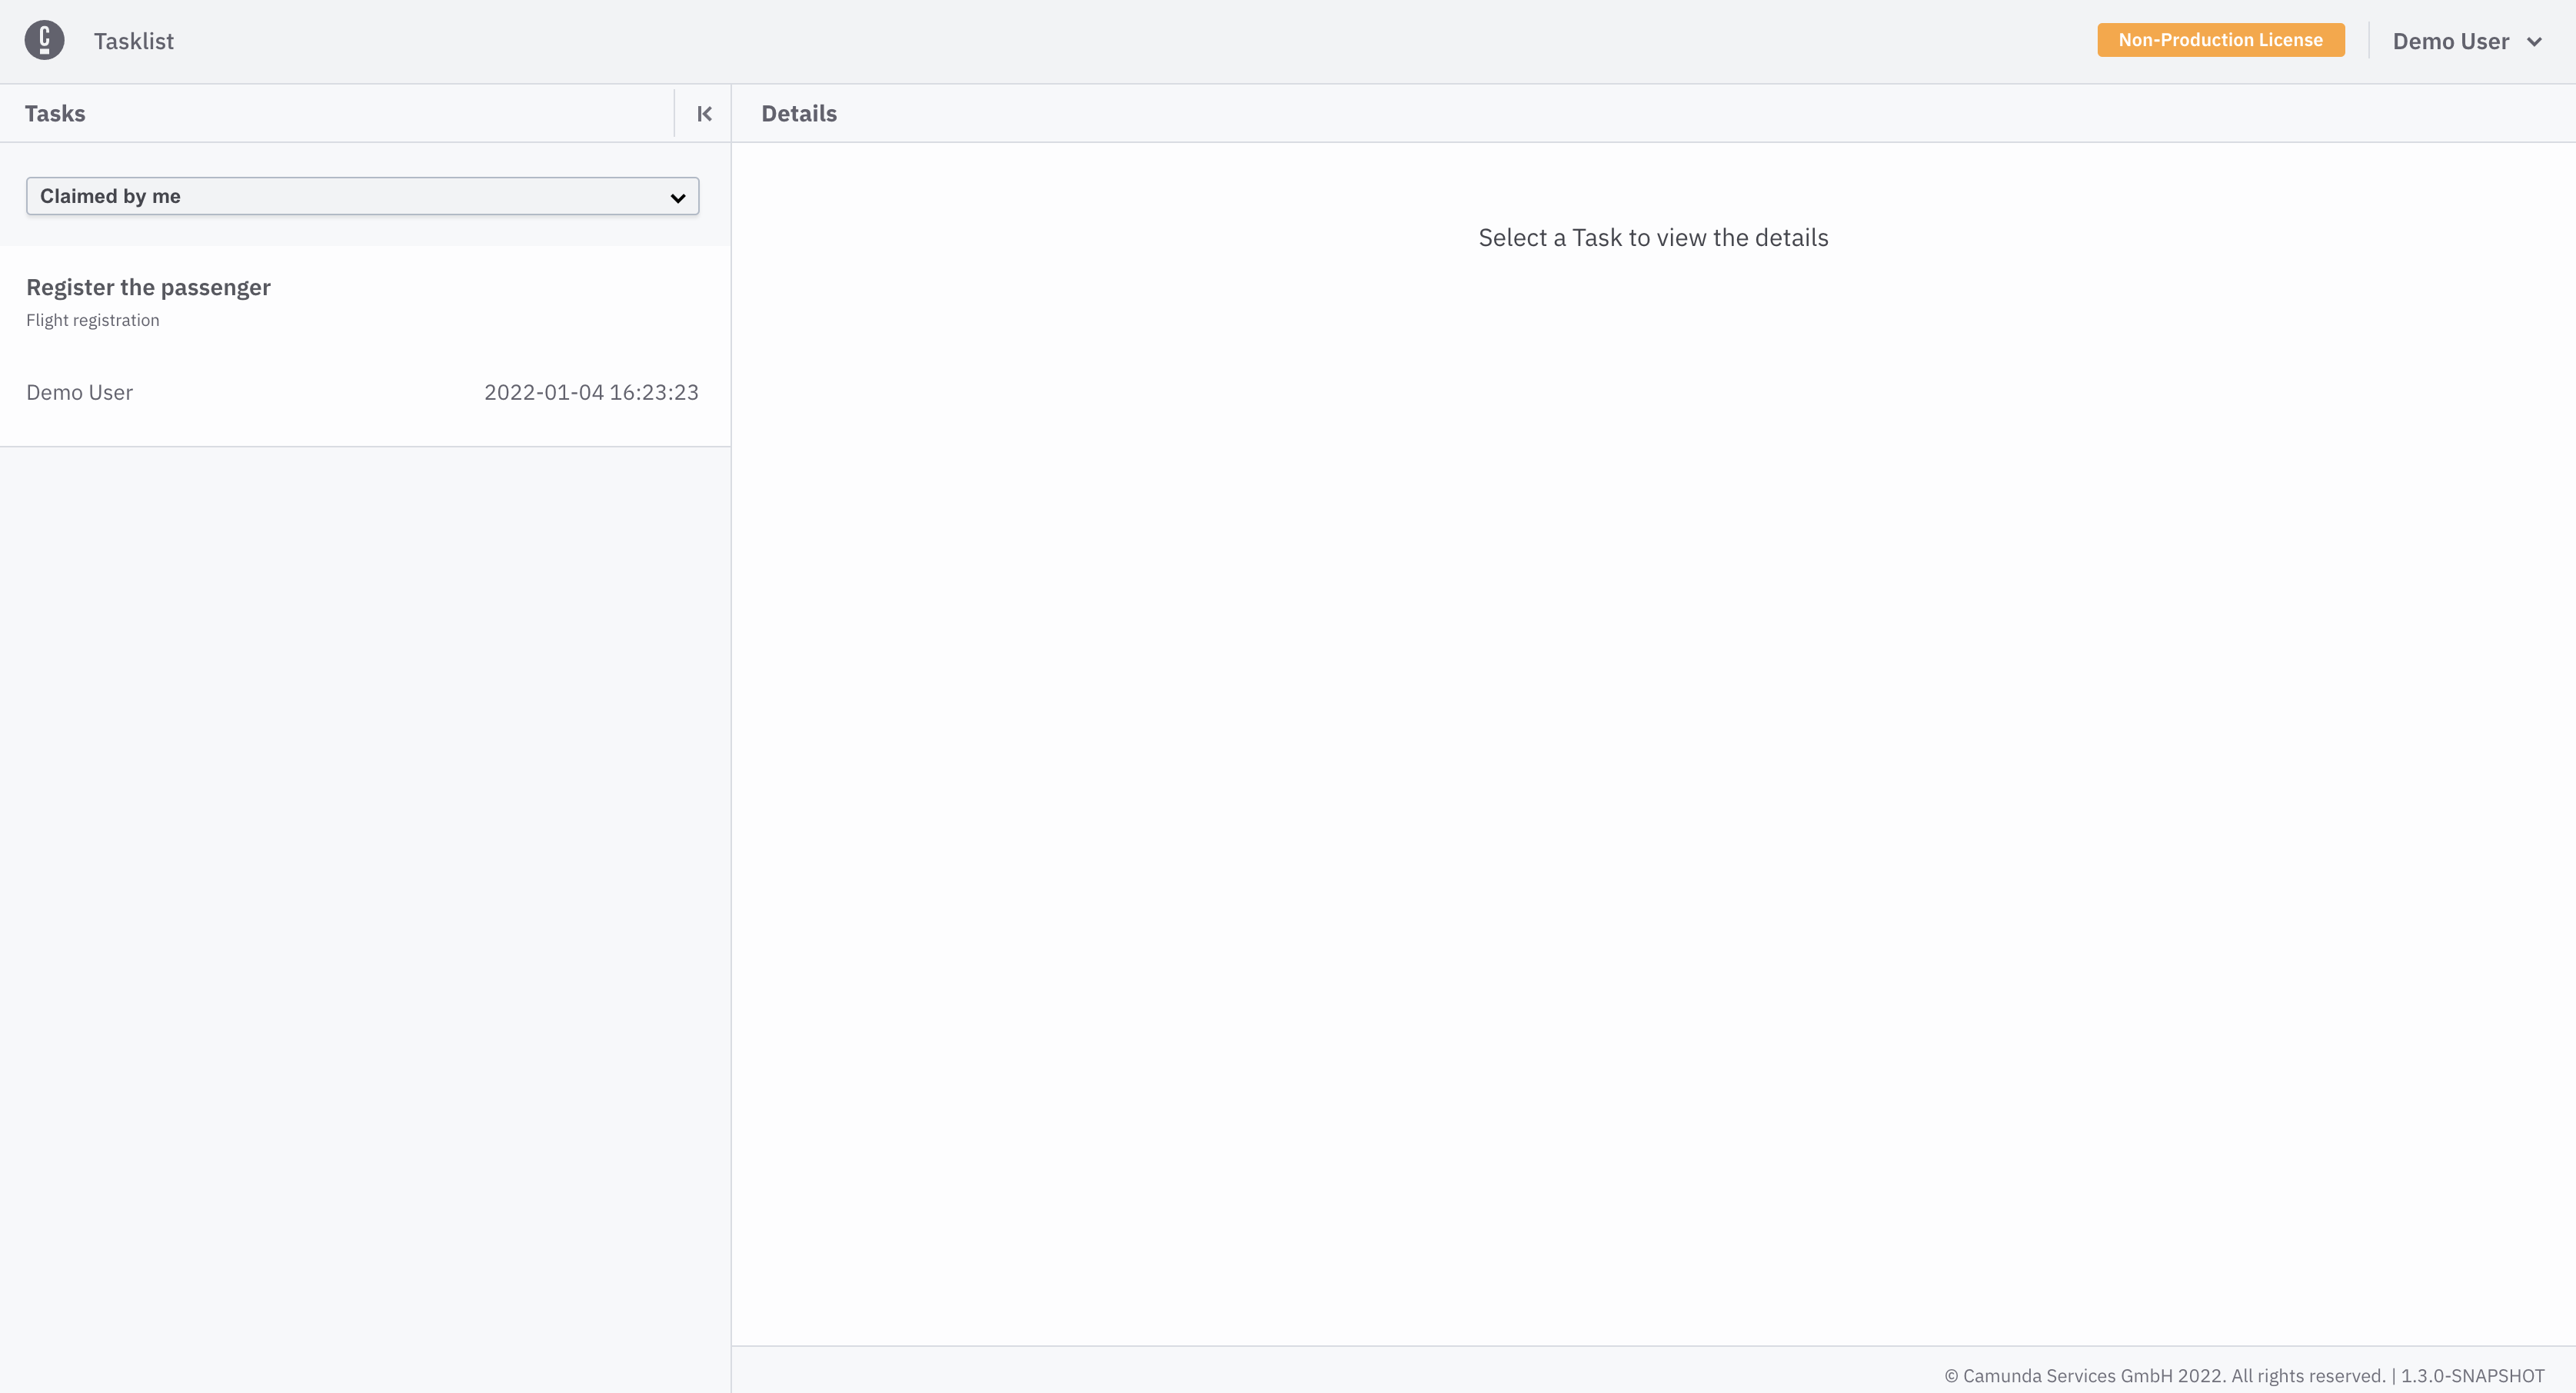 Tasklist
Non-Production License
Demo User
Tasks
Details
Claimed by me
Select a Task to view the details
Register the passenger
Flight registration
Demo User
2022-01-04 16:23:23
© Camunda Services GmbH 2022. All rights reserved. | 1.3.0-SNAPSHOT